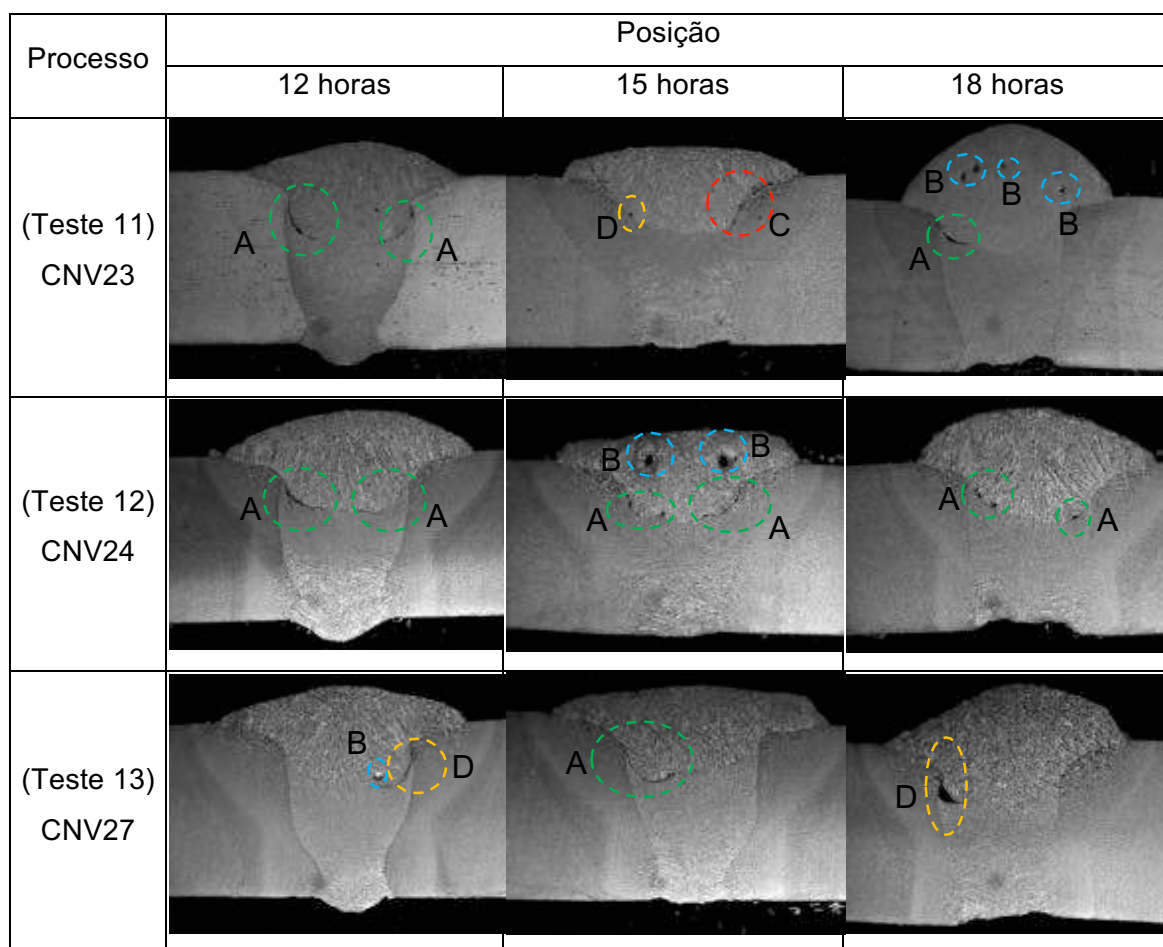 Processo
Posição
12 horas
15 horas
18 horas
(Teste 11)
CNV23
A
A
D
C
B
B
B
A
(Teste 12)
CNV24
A
A
B
B
A
A
A
A
(Teste 13)
CNV27
B
D
A
D